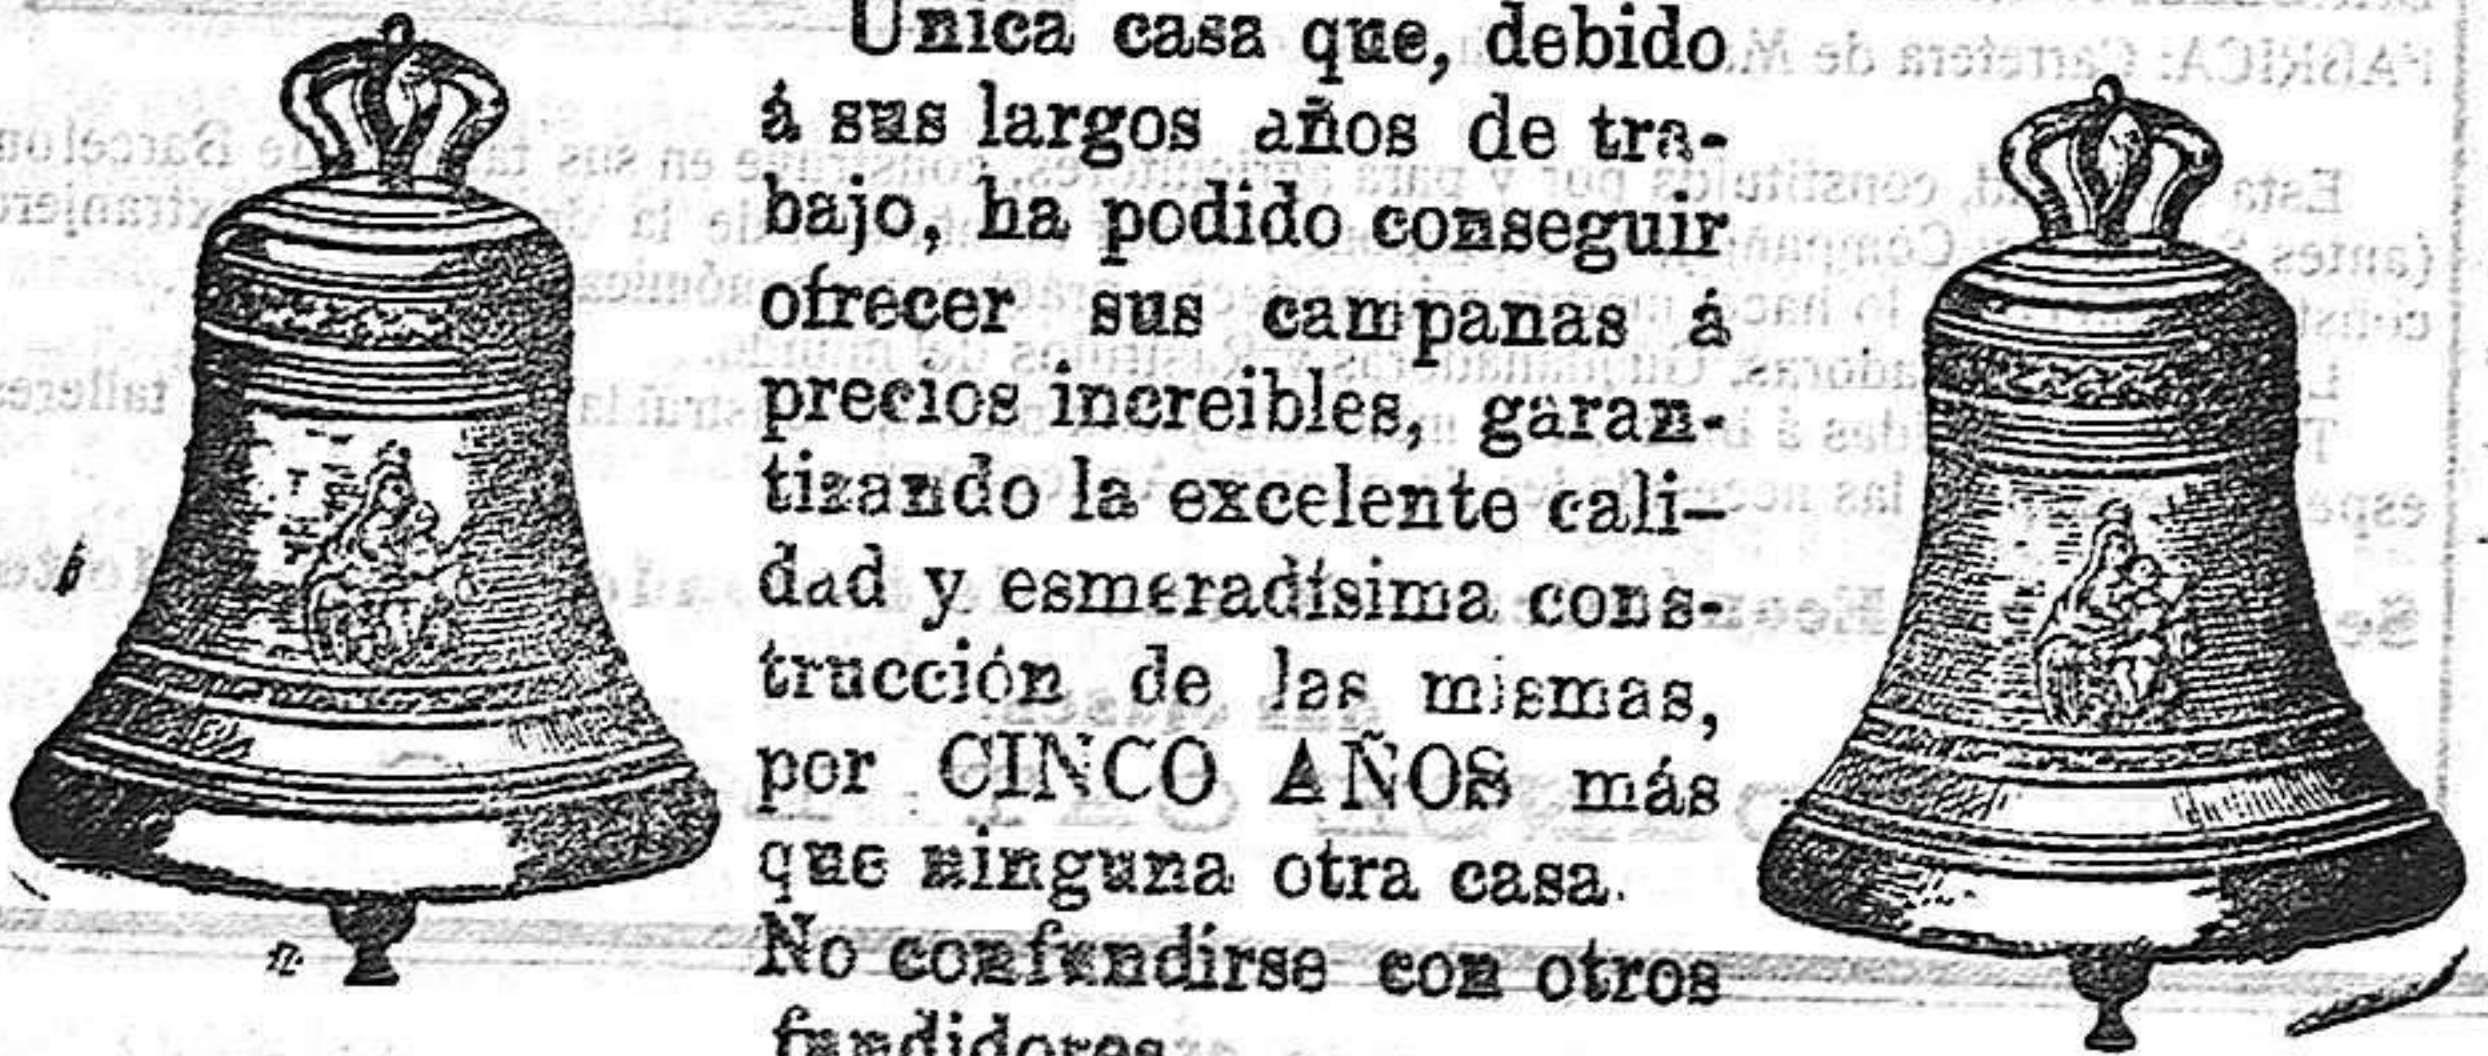 Unica casa que, debido
á sus largos años de tra-
bajo, ha podido conseguir
ofrecer sus campanas á
precios increibles, garan-
tizando la excelente cali-
dad y esmeradísima cons-
trucción de las mismas,
por CINCO AÑOS más
que ninguna otra casa.
No confundirse con otros
fundidores